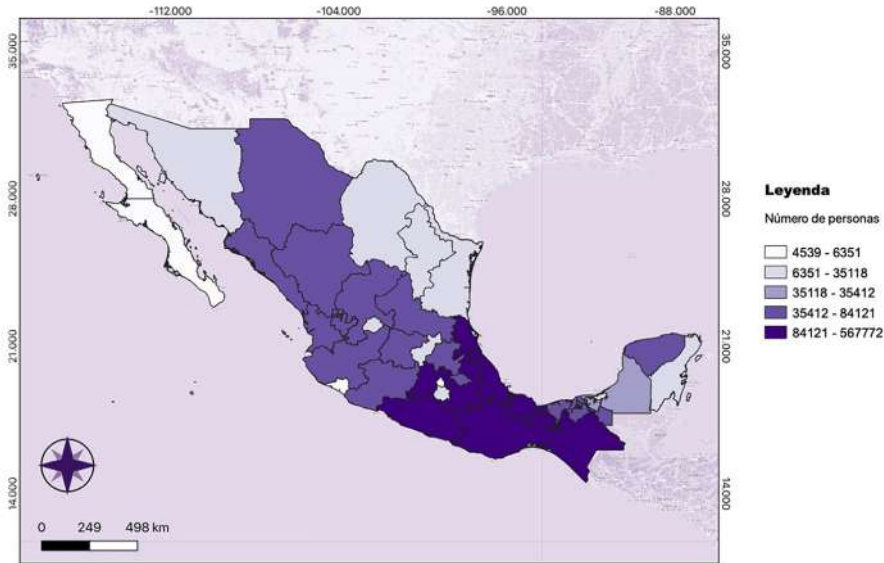 -112.000 -104.000 -96.000 -88.000
35.000 35.000
28.000 28.000
21.000 21.000
14.000 14.000
Leyenda
Número de personas
4539 - 6351
6351 - 35118
35118 - 35412
35412 - 84121
84121 - 567772
0 249 498 km